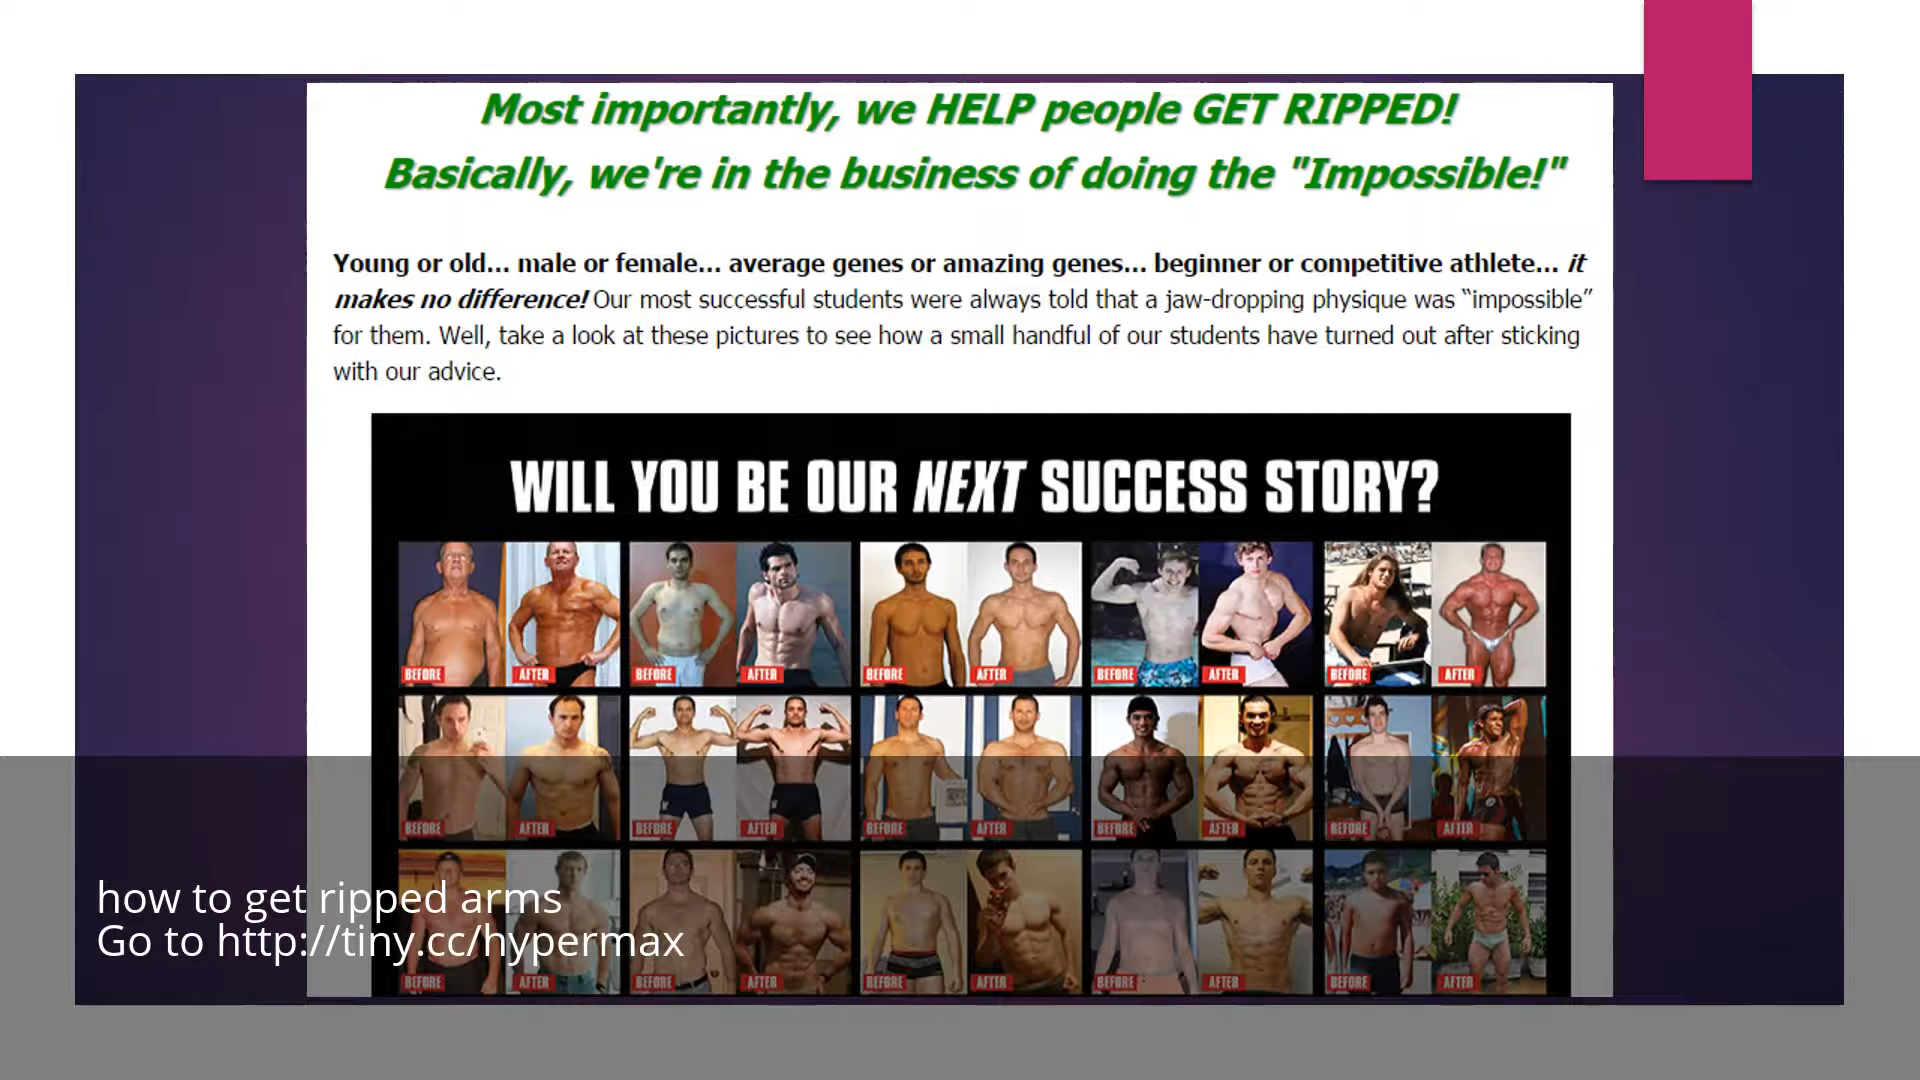 Most importantly, we HELP people GET RIPPED!
Basically, we're in the business of doing the "Impossible!"
Young or old... male or female... average genes or amazing genes... beginner or competitive athlete... it
makes no difference! Our most successful students were always told that a jaw-dropping physique was “impossible”
for them. Well, take a look at these pictures to see how a small handful of our students have turned out after sticking
with our advice.
WILL YOU BE OUR NEXT SUCCESS STORY?
BEFORE AFTER BEFORE AFTER BEFORE AFTER BEFORE AFTER BEFORE AFTER
BEFORE AFTER BEFORE AFTER BEFORE AFTER BEFORE AFTER BEFORE AFTER
how to get ripped arms
Go to http://tiny.cc/hypermax
BEFORE AFTER BEFORE AFTER BEFORE AFTER BEFORE AFTER BEFORE AFTER